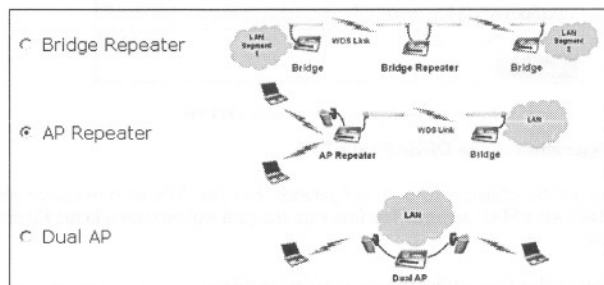 Bridge Repeater
LAN Segment 1
Bridge
WDS Link
Bridge Repeater
Bridge
LAN Segment 2
AP Repeater
AP Repeater
WDS Link
Bridge
LAN
Dual AP
LAN
Dual AP